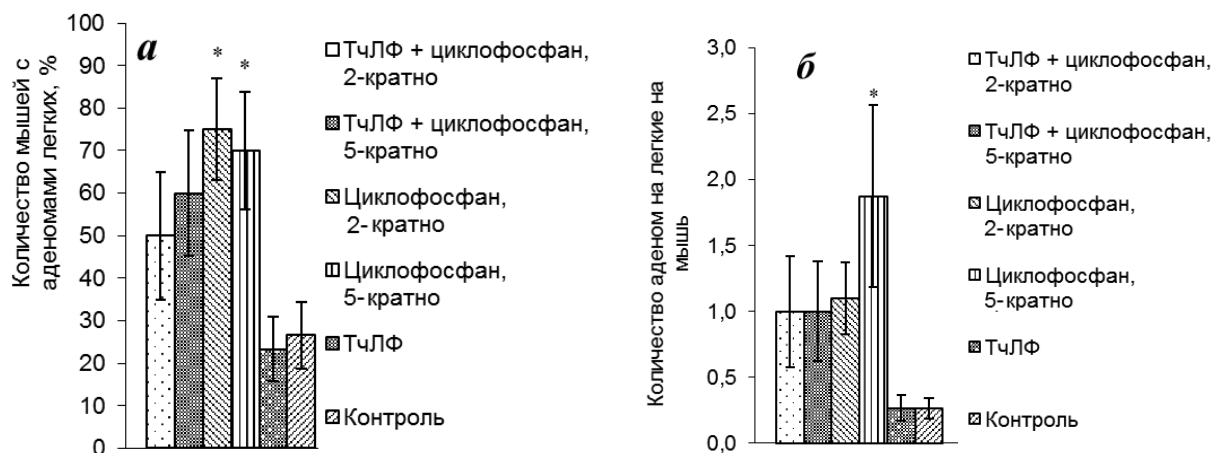 Количество мышей с
аденомами легких, %
100
90
80
70
60
50
40
30
20
10
0
а
*
*
ТчЛФ + циклофосфан,
2-кратно
ТчЛФ + циклофосфан,
5-кратно
Циклофосфан,
2- кратно
Циклофосфан,
5-кратно
ТчЛФ
Контроль
Количество аденом на легкие на
мышь
3,0
2,5
2,0
1,5
1,0
0,5
0,0
б
*
ТчЛФ + циклофосфан,
2-кратно
ТчЛФ + циклофосфан,
5-кратно
Циклофосфан,
2-кратно
Циклофосфан,
5-кратно
ТчЛФ
Контроль